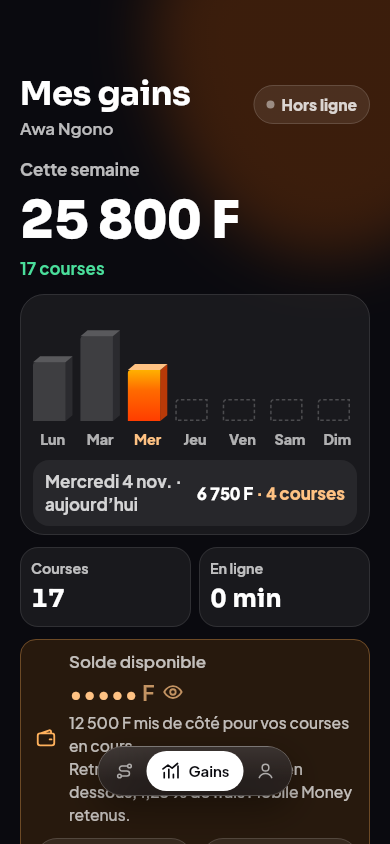 Mes gains
Hors ligne
Awa Ngono
Cette semaine
25 800 F
17 courses
Lun Mar Mer Jeu Ven Sam Dim
Mercredi 4 nov. ·
aujourd’hui
6 750 F · 4 courses
Courses
17
En ligne
0 min
Solde disponible
••••• F
12 500 F mis de côté pour vos courses
en cours
en
Money
retenus.
Gains